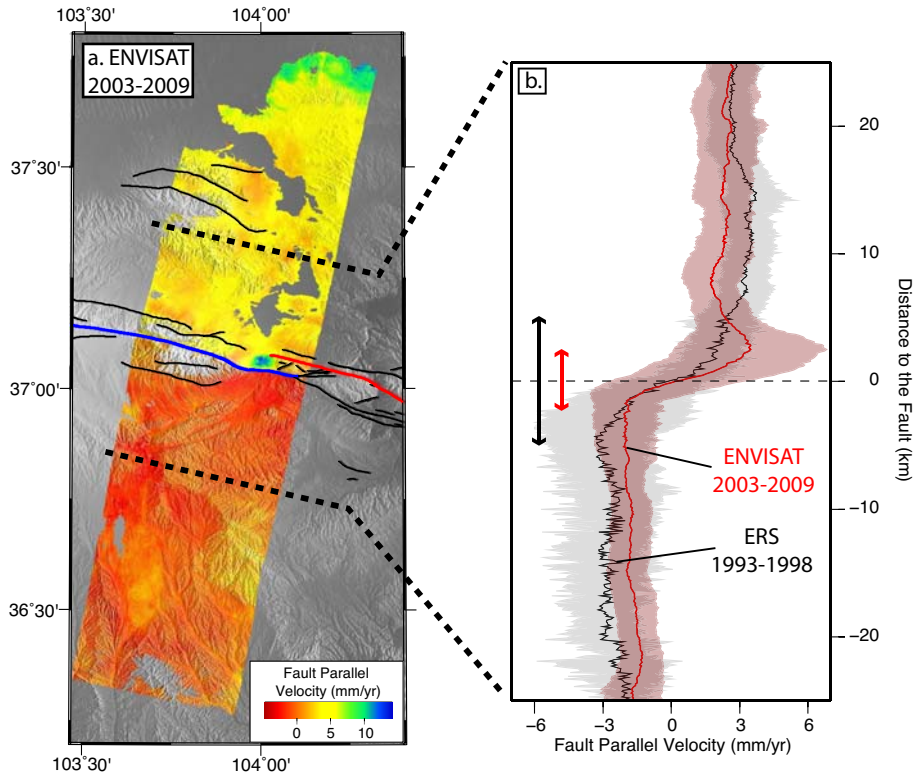 103˚30'
104˚00'
a. ENVISAT
2003-2009
37˚30'
37˚00'
36˚30'
Fault Parallel
Velocity (mm/yr)
0
5
10
103˚30'
104˚00'
b.
20
10
0
−10
−20
Distance to the Fault (km)
ENVISAT
2003-2009
ERS
1993-1998
−6
−3
0
3
6
Fault Parallel Velocity (mm/yr)